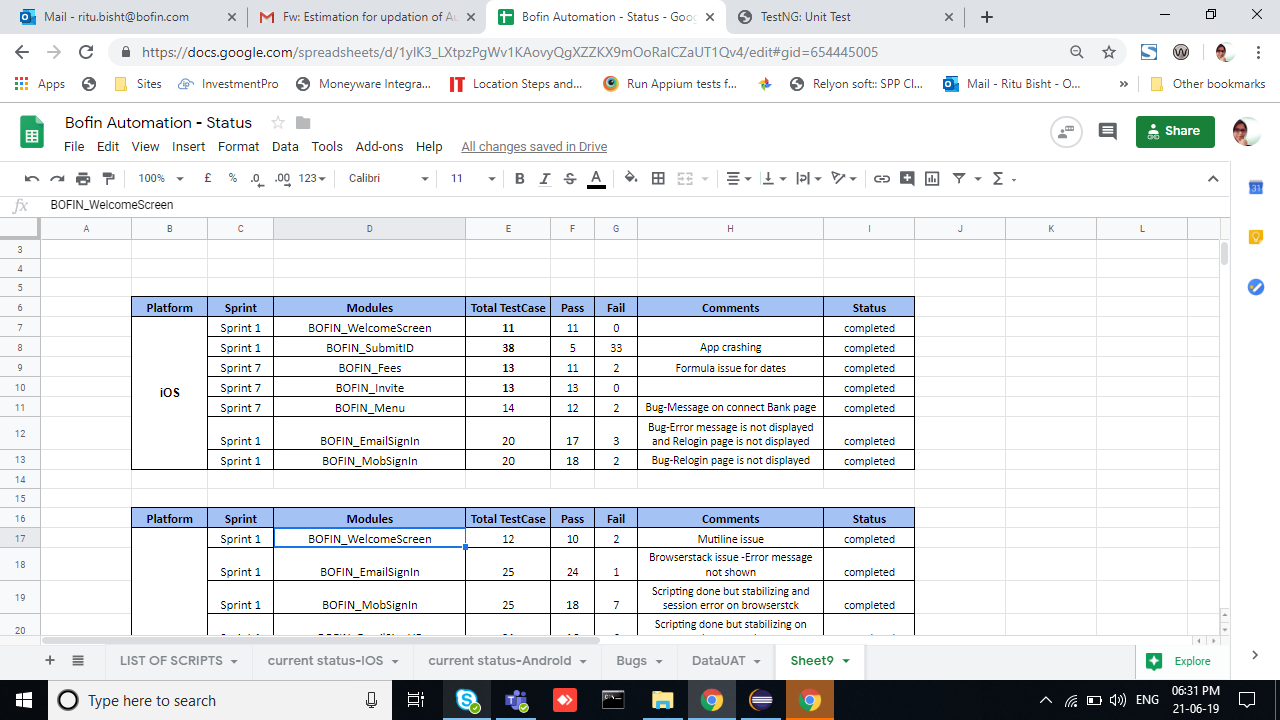 Mail - ritu.bisht@bofin.com
Fw: Estimation for updation of Au
Bofin Automation - Status - Goog
TestNG: Unit Test
https://docs.google.com/spreadsheets/d/1ylK3_LXtpzPgWv1KAovyQgXZZKX9mOoRalCZaUT1Qv4/edit#gid=654445005
Apps Sites InvestmentPro Moneyware Integra... Location Steps and... Run Appium tests f... Relyon soft:: SPP Cl... Mail - Ritu Bisht - O... » Other bookmarks
Bofin Automation - Status
Share
File Edit View Insert Format Data Tools Add-ons Help All changes saved in Drive
100% £ % .0 .00 123 Calibri 11 B I S A Σ
fx BOFIN_WelcomeScreen
A B C D E F G H I J K L
3
4
5
6 Platform Sprint Modules Total TestCase Pass Fail Comments Status
7 Sprint 1 BOFIN_WelcomeScreen 11 11 0 completed
8 Sprint 1 BOFIN_SubmitID 38 5 33 App crashing completed
9 Sprint 7 BOFIN_Fees 13 11 2 Formula issue for dates completed
iOS
10 Sprint 7 BOFIN_Invite 13 13 0 completed
11 Sprint 7 BOFIN_Menu 14 12 2 Bug-Message on connect Bank page completed
Bug-Error message is not displayed
12 Sprint 1 BOFIN_EmailSignIn 20 17 3 and Relogin page is not displayed completed
13 Sprint 1 BOFIN_MobSignIn 20 18 2 Bug-Relogin page is not displayed completed
14
15
16 Platform Sprint Modules Total TestCase Pass Fail Comments Status
17 Sprint 1 BOFIN_WelcomeScreen 12 10 2 Mutiline issue completed
Browserstack issue -Error message
18 Sprint 1 BOFIN_EmailSignIn 25 24 1 not shown completed
Scripting done but stabilizing and
19 Sprint 1 BOFIN_MobSignIn 25 18 7 session error on browserstck completed
Scripting done but stabilizing on
20
LIST OF SCRIPTS current status-IOS current status-Android Bugs DataUAT Sheet9 Explore
Type here to search
ENG
06:31 PM
21-06-19